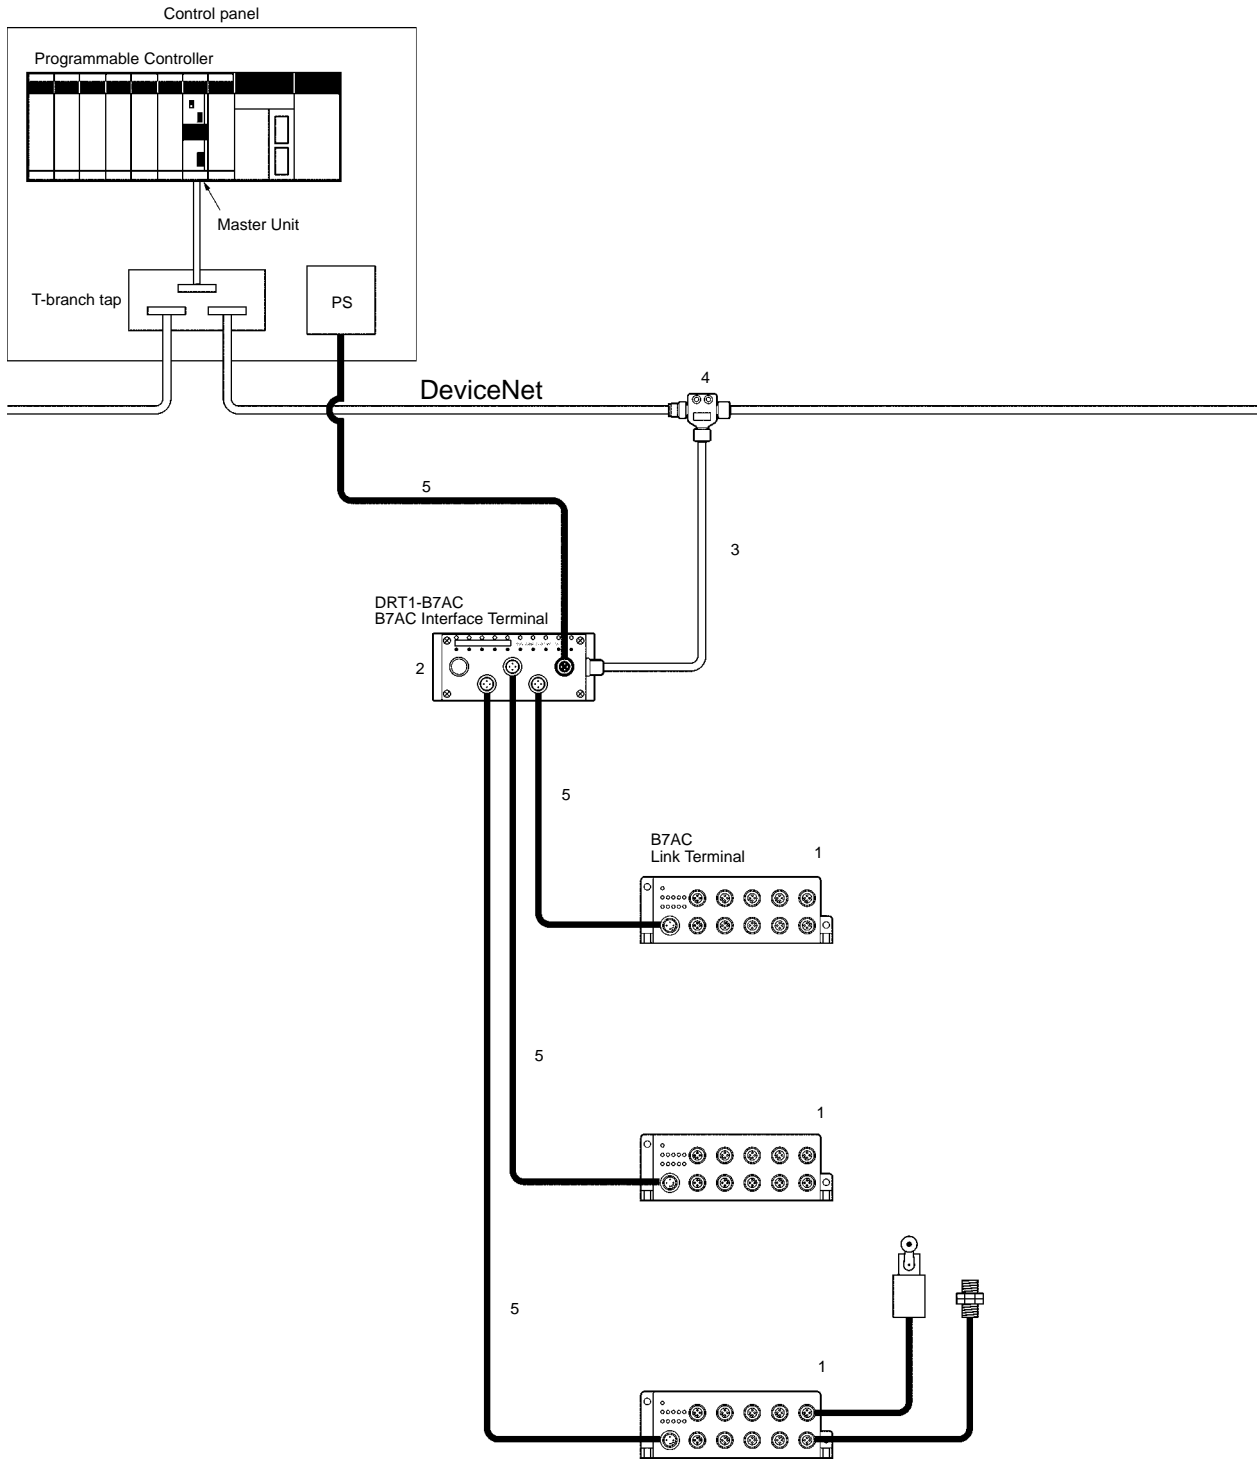 Control panel
Programmable Controller
Master Unit
T-branch tap
PS
DeviceNet
4
5
3
DRT1-B7AC
B7AC Interface Terminal
2
5
B7AC
Link Terminal
1
5
1
5
1